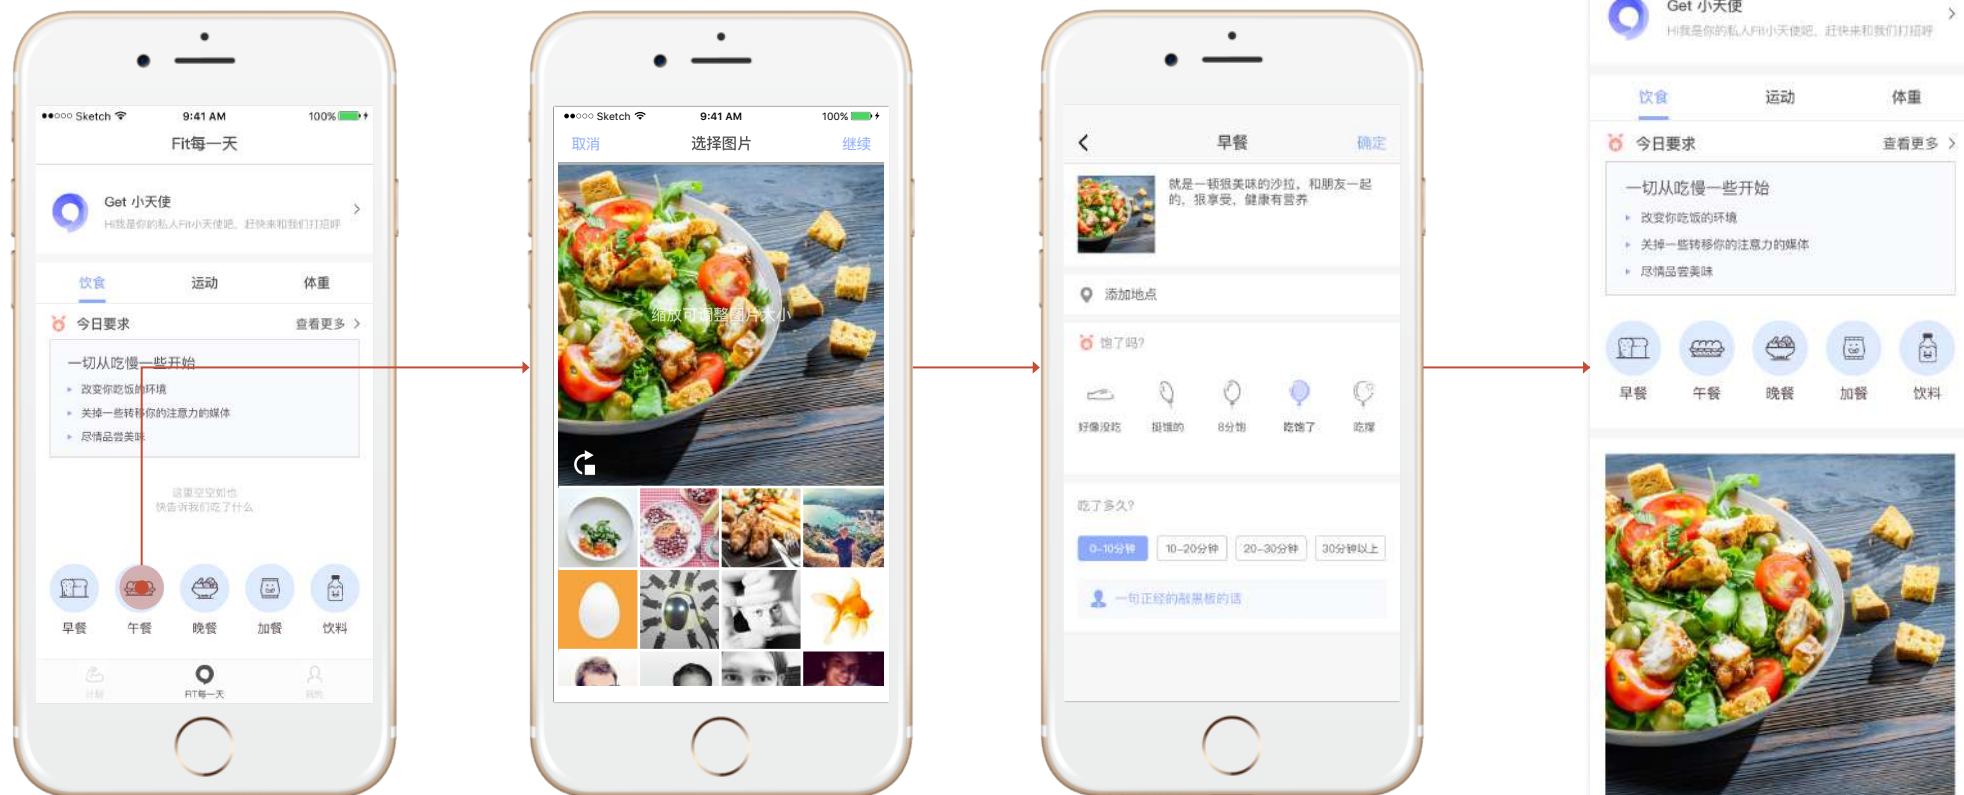 ●●○○○ Sketch 9:41 AM 100%
Fit每一天
Get 小天使
Hi我是你的私人Fit小天使吧，赶快来和我们打招呼
饮食 运动 体重
今日要求 查看更多
一切从吃慢一些开始
改变你吃饭的环境
关掉一些转移你的注意力的媒体
尽情品尝美味
这里空空如也
快告诉我们吃了什么
早餐 午餐 晚餐 加餐 饮料
计划 FIT每一天 我的
●●○○○ Sketch 9:41 AM 100%
取消 选择图片 继续
缩放可调整图片大小
早餐 确定
就是一顿狠美味的沙拉，和朋友一起
的，狠享受，健康有营养
添加地点
饱了吗?
好像没吃 挺饿的 8分饱 吃饱了 吃撑
吃了多久?
0-10分钟 10-20分钟 20-30分钟 30分钟以上
一句正经的敲黑板的话
Get 小天使
Hi我是你的私人Fit小天使吧，赶快来和我们打招呼
饮食 运动 体重
今日要求 查看更多
一切从吃慢一些开始
改变你吃饭的环境
关掉一些转移你的注意力的媒体
尽情品尝美味
早餐 午餐 晚餐 加餐 饮料